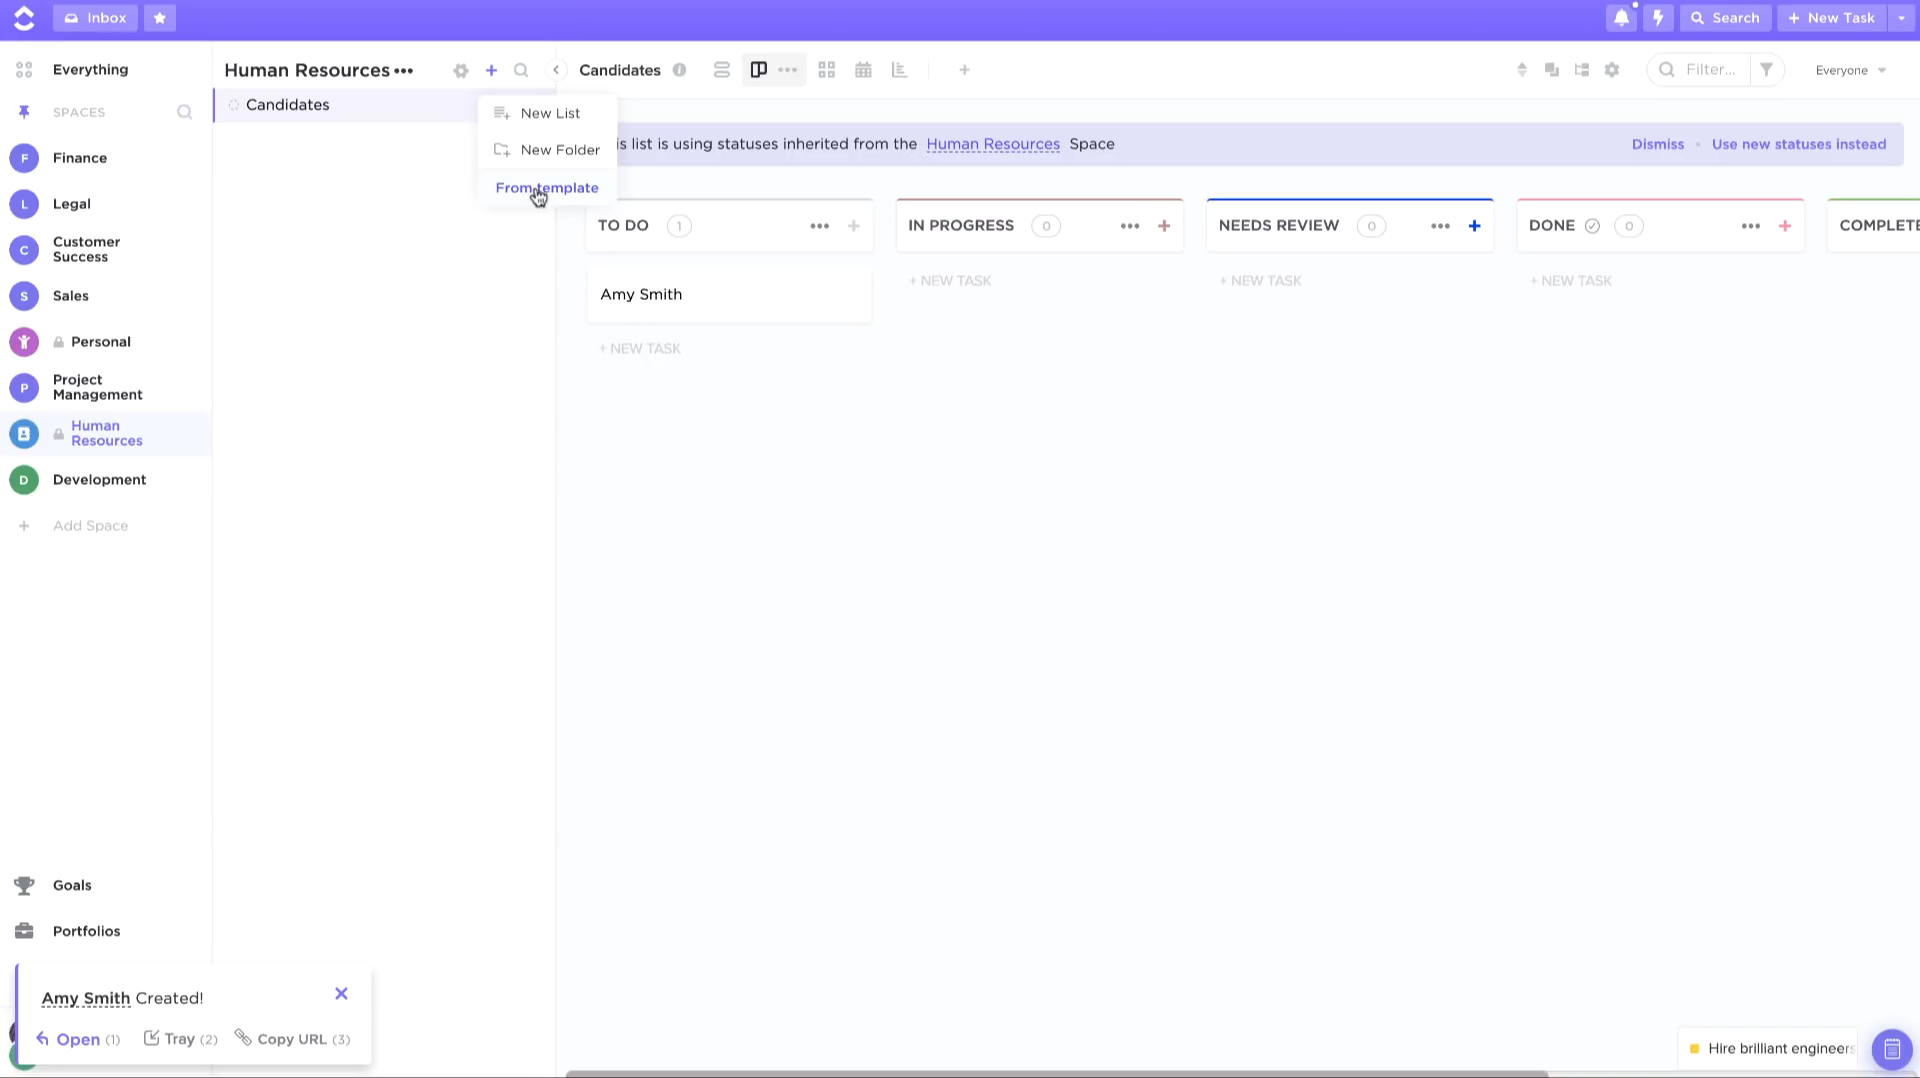 Inbox
Search
+ New Task
Everything
SPACES
F Finance
L Legal
C Customer
Success
S Sales
Personal
P Project
Management
Human
Resources
D Development
+ Add Space
Goals
Portfolios
Human Resources •••
Candidates
New List
New Folder
From template
Candidates
Filter...
Everyone
is list is using statuses inherited from the Human Resources Space
Dismiss • Use new statuses instead
TO DO 1
Amy Smith
+ NEW TASK
IN PROGRESS 0
+ NEW TASK
NEEDS REVIEW 0
+ NEW TASK
DONE 0
+ NEW TASK
COMPLETE
Amy Smith Created!
Open (1) Tray (2) Copy URL (3)
Hire brilliant engineers